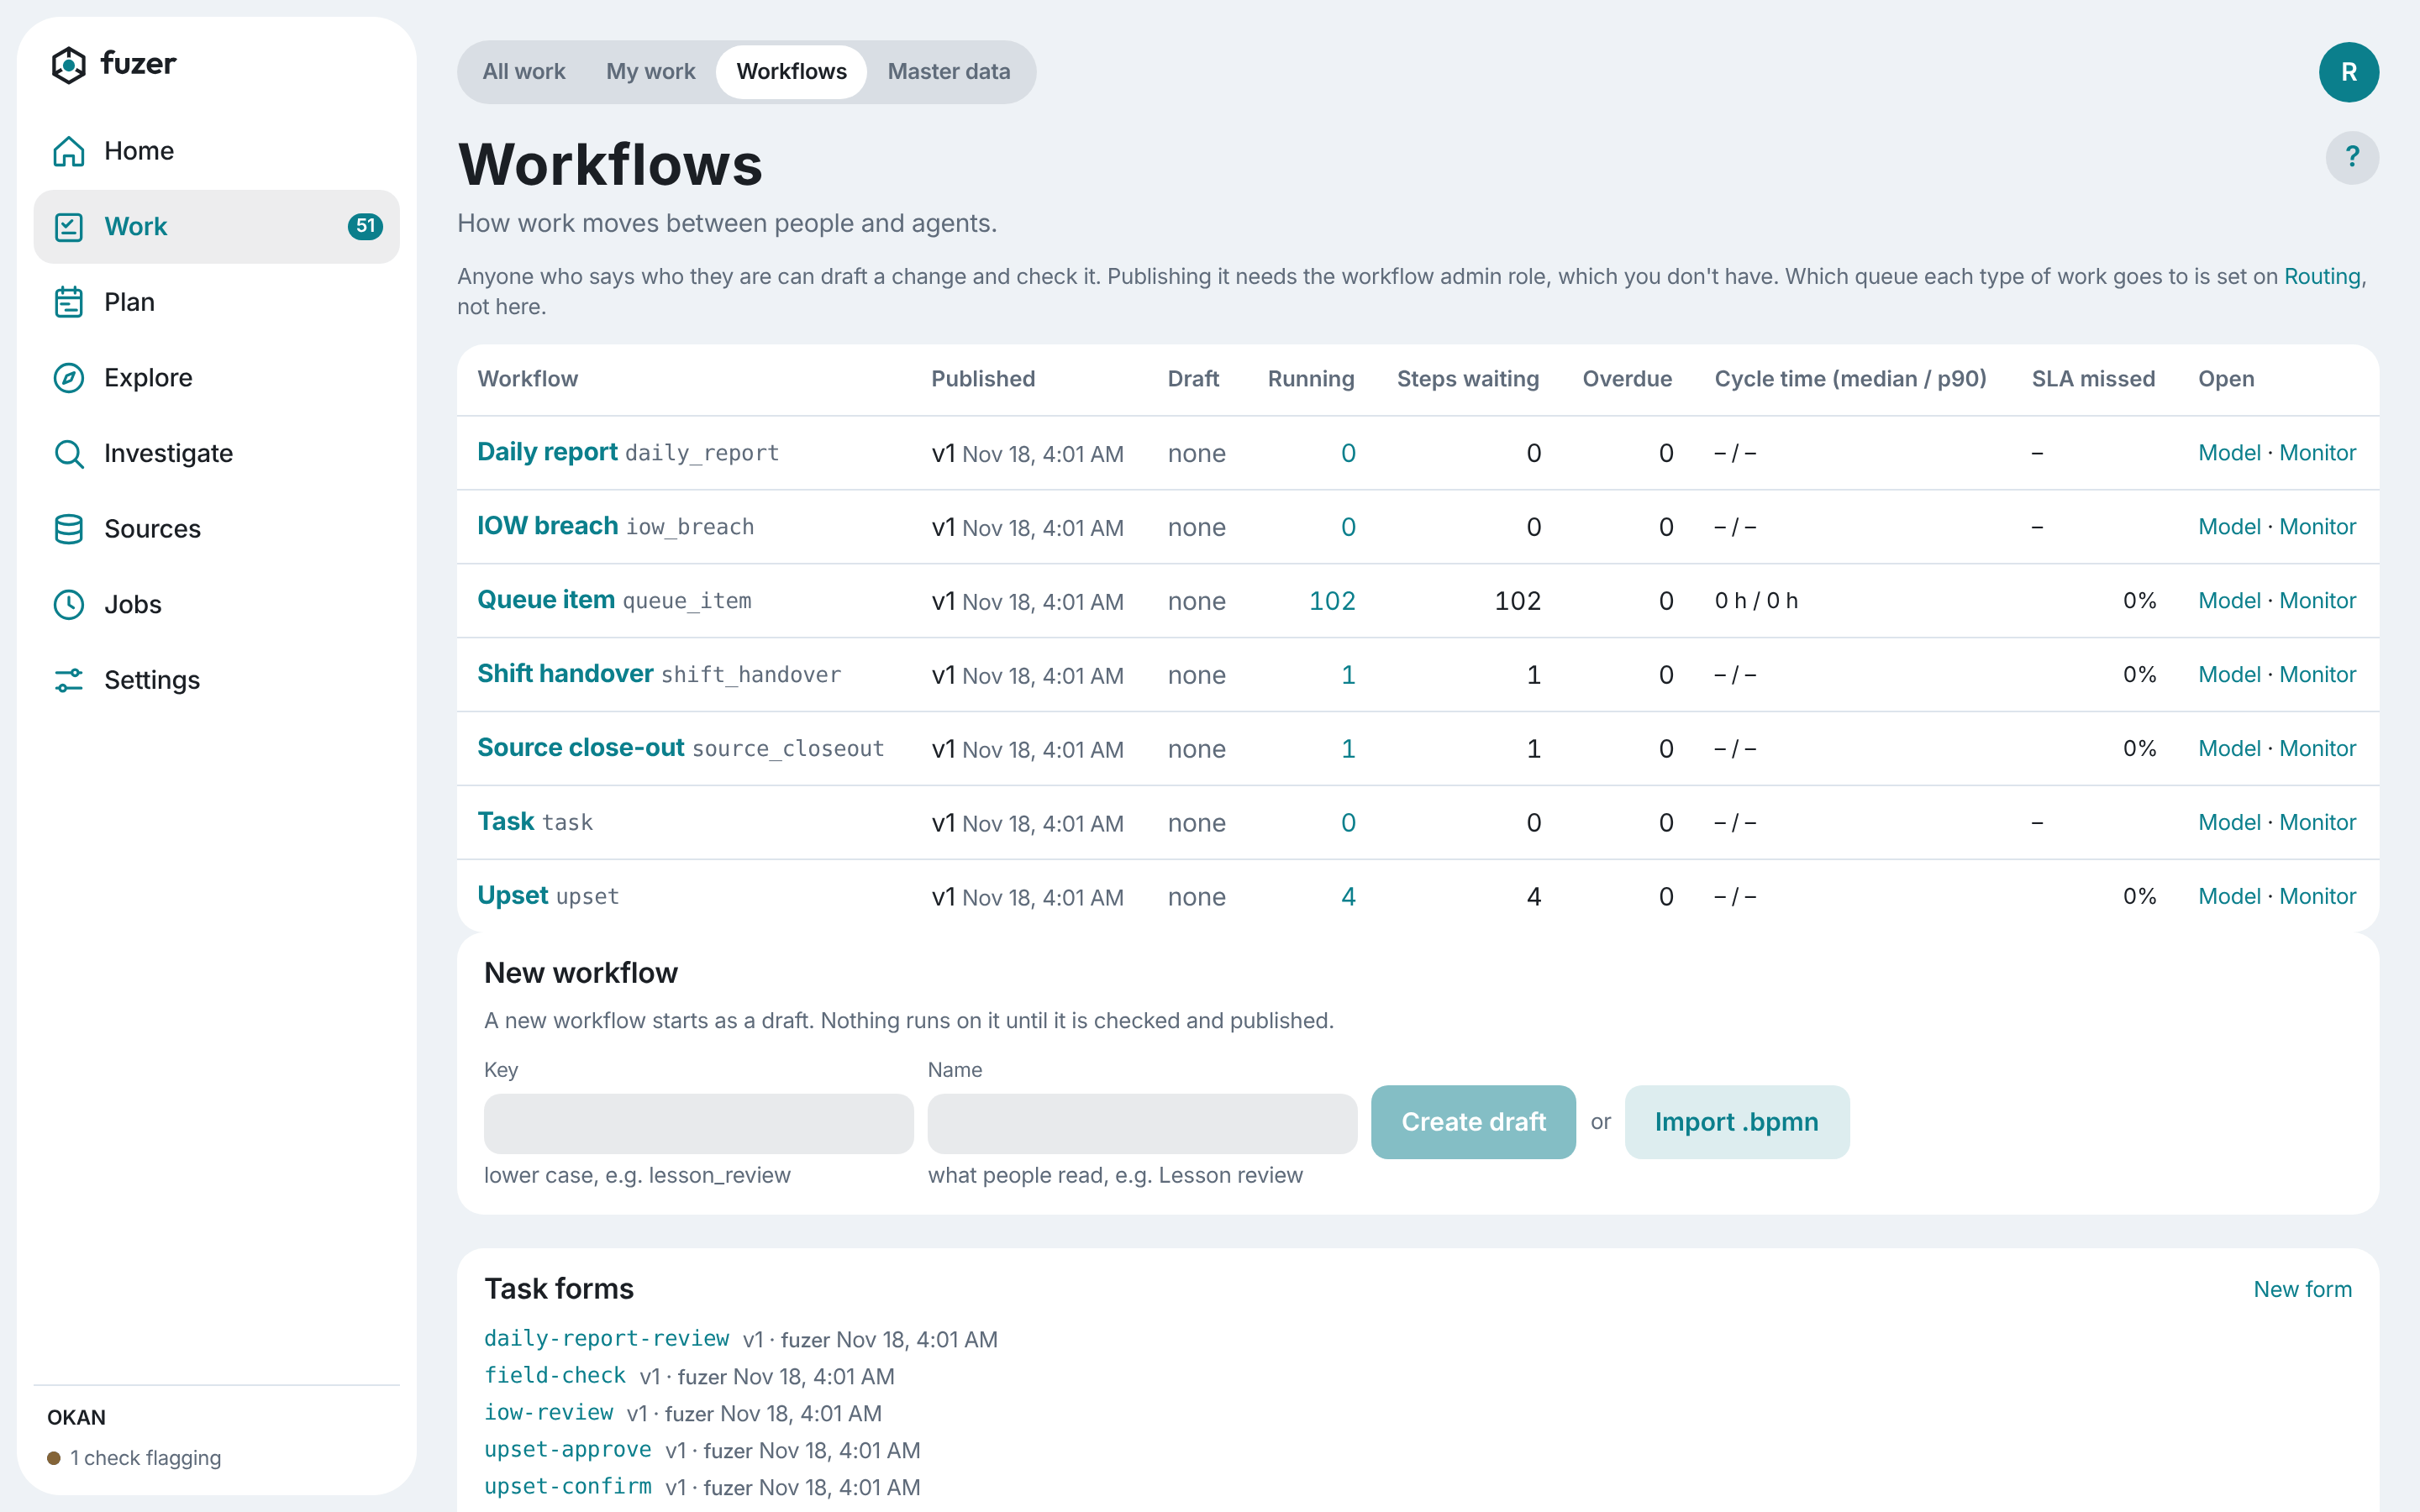 fuzer
Home
Work 51
Plan
Explore
Investigate
Sources
Jobs
Settings
OKAN
1 check flagging
All work My work Workflows Master data
R
Workflows
?
How work moves between people and agents.
Anyone who says who they are can draft a change and check it. Publishing it needs the workflow admin role, which you don't have. Which queue each type of work goes to is set on Routing,
not here.
Workflow Published Draft Running Steps waiting Overdue Cycle time (median / p90) SLA missed Open
Daily report daily_report v1 Nov 18, 4:01 AM none 0 0 0 – / – – Model · Monitor
IOW breach iow_breach v1 Nov 18, 4:01 AM none 0 0 0 – / – – Model · Monitor
Queue item queue_item v1 Nov 18, 4:01 AM none 102 102 0 0 h / 0 h 0% Model · Monitor
Shift handover shift_handover v1 Nov 18, 4:01 AM none 1 1 0 – / – 0% Model · Monitor
Source close-out source_closeout v1 Nov 18, 4:01 AM none 1 1 0 – / – 0% Model · Monitor
Task task v1 Nov 18, 4:01 AM none 0 0 0 – / – – Model · Monitor
Upset upset v1 Nov 18, 4:01 AM none 4 4 0 – / – 0% Model · Monitor
New workflow
A new workflow starts as a draft. Nothing runs on it until it is checked and published.
Key Name
Create draft or Import .bpmn
lower case, e.g. lesson_review what people read, e.g. Lesson review
Task forms New form
daily-report-review v1 · fuzer Nov 18, 4:01 AM
field-check v1 · fuzer Nov 18, 4:01 AM
iow-review v1 · fuzer Nov 18, 4:01 AM
upset-approve v1 · fuzer Nov 18, 4:01 AM
upset-confirm v1 · fuzer Nov 18, 4:01 AM